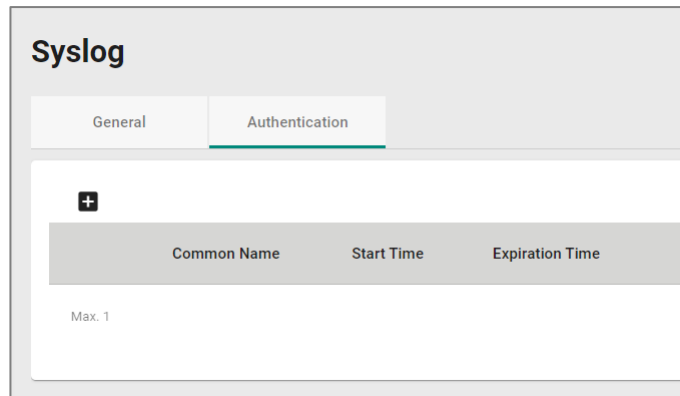 Syslog
General Authentication
Common Name Start Time Expiration Time
Max. 1